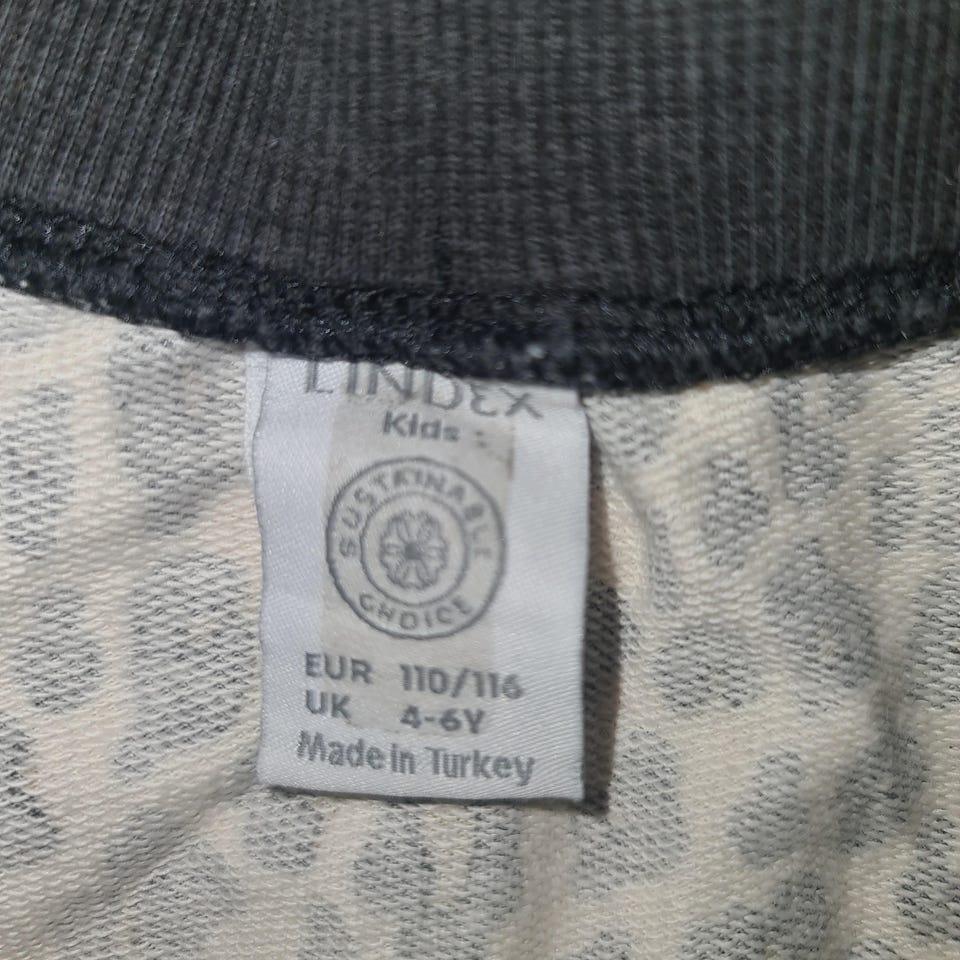 LINDEX
Kids
SUSTAINABLE
CHOICE
EUR 110/116
UK 4-6Y
Made in Turkey